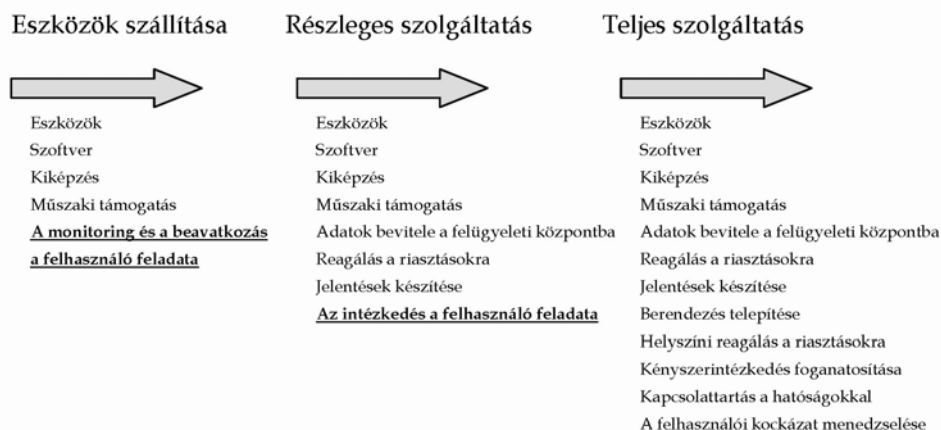 Eszközök szállítása
Eszközök
Szoftver
Kiképzés
Műszaki támogatás
A monitoring és a beavatkozás
a felhasználó feladata
Részleges szolgáltatás
Eszközök
Szoftver
Kiképzés
Műszaki támogatás
Adatok bevitele a felügyeleti központba
Reagálás a riasztásokra
Jelentések készítése
Az intézkedés a felhasználó feladata
Teljes szolgáltatás
Eszközök
Szoftver
Kiképzés
Műszaki támogatás
Adatok bevitele a felügyeleti központba
Reagálás a riasztásokra
Jelentések készítése
Berendezés telepítése
Helyszíni reagálás a riasztásokra
Kényszerintézkedés foganatosítása
Kapcsolattartás a hatóságokkal
A felhasználói kockázat menedzselése